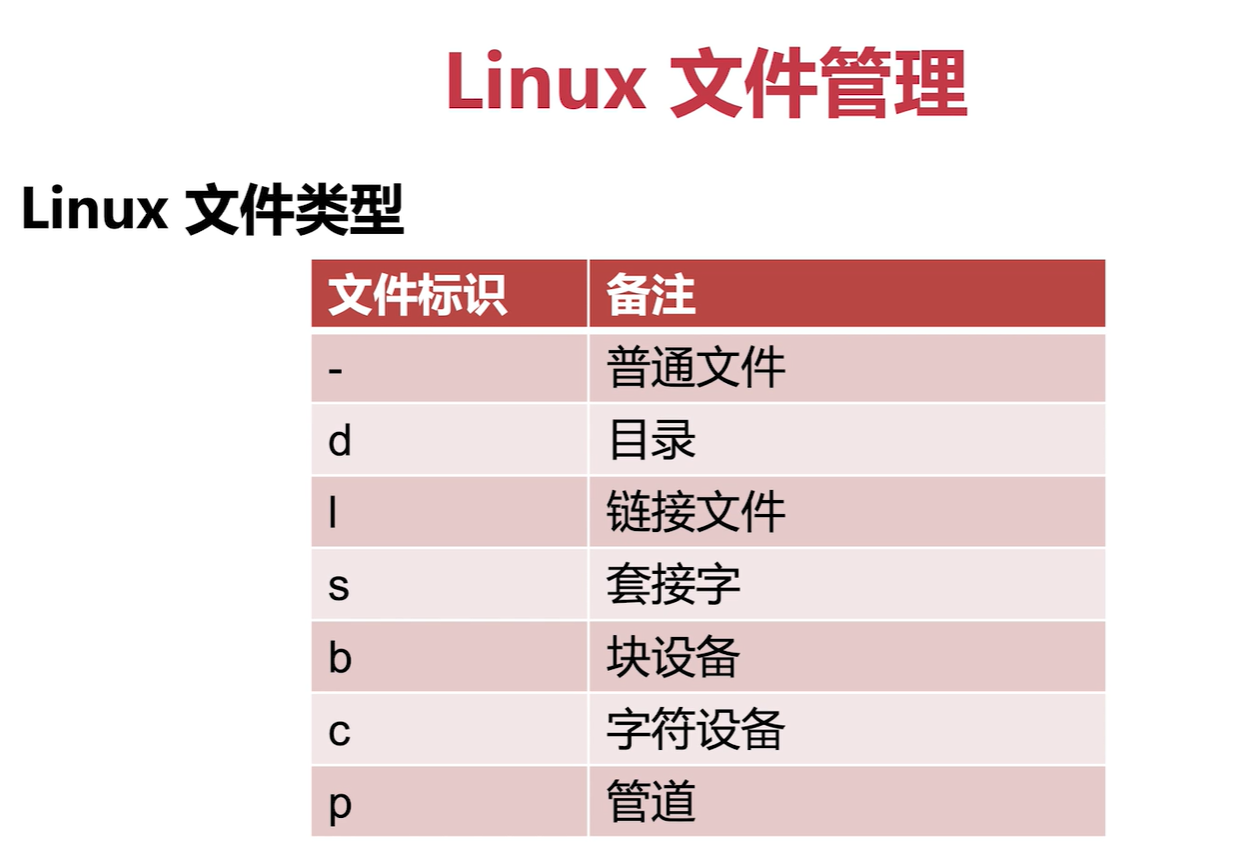 Linux 文件管理
Linux 文件类型
文件标识 备注
- 普通文件
d 目录
l 链接文件
s 套接字
b 块设备
c 字符设备
p 管道